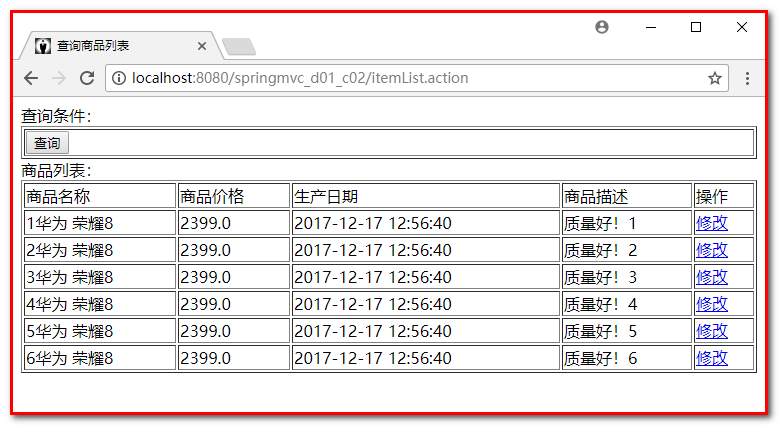 查询商品列表
localhost:8080/springmvc_d01_c02/itemList.action
查询条件：
查询
商品列表：
商品名称 商品价格 生产日期 商品描述 操作
1华为 荣耀8 2399.0 2017-12-17 12:56:40 质量好！1 修改
2华为 荣耀8 2399.0 2017-12-17 12:56:40 质量好！2 修改
3华为 荣耀8 2399.0 2017-12-17 12:56:40 质量好！3 修改
4华为 荣耀8 2399.0 2017-12-17 12:56:40 质量好！4 修改
5华为 荣耀8 2399.0 2017-12-17 12:56:40 质量好！5 修改
6华为 荣耀8 2399.0 2017-12-17 12:56:40 质量好！6 修改